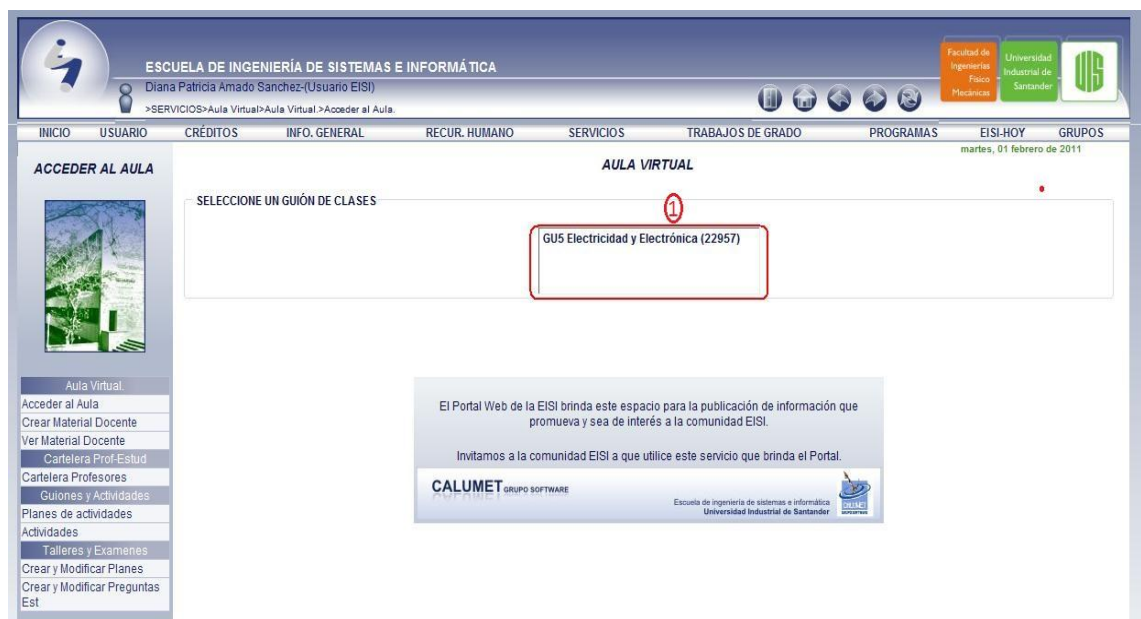 ESCUELA DE INGENIERÍA DE SISTEMAS E INFORMÁTICA
Diana Patricia Amado Sanchez-(Usuario EISI)
>SERVICIOS>Aula Virtual>Aula Virtual.>Acceder al Aula.
Facultad de
Ingenierías
Físico
Mecánicas
Universidad
Industrial de
Santander
UIS
INICIO USUARIO CRÉDITOS INFO. GENERAL RECUR. HUMANO SERVICIOS TRABAJOS DE GRADO PROGRAMAS EISI-HOY GRUPOS
martes, 01 febrero de 2011
ACCEDER AL AULA
AULA VIRTUAL
SELECCIONE UN GUIÓN DE CLASES
1
GU5 Electricidad y Electrónica (22957)
Aula Virtual.
Acceder al Aula
Crear Material Docente
Ver Material Docente
Cartelera Prof-Estud
Cartelera Profesores
Guiones y Actividades
Planes de actividades
Actividades
Talleres y Examenes
Crear y Modificar Planes
Crear y Modificar Preguntas
Est
El Portal Web de la EISI brinda este espacio para la publicación de información que
promueva y sea de interés a la comunidad EISI.
Invitamos a la comunidad EISI a que utilice este servicio que brinda el Portal.
CALUMET GRUPO SOFTWARE
Escuela de ingeniería de sistemas e informática
Universidad Industrial de Santander